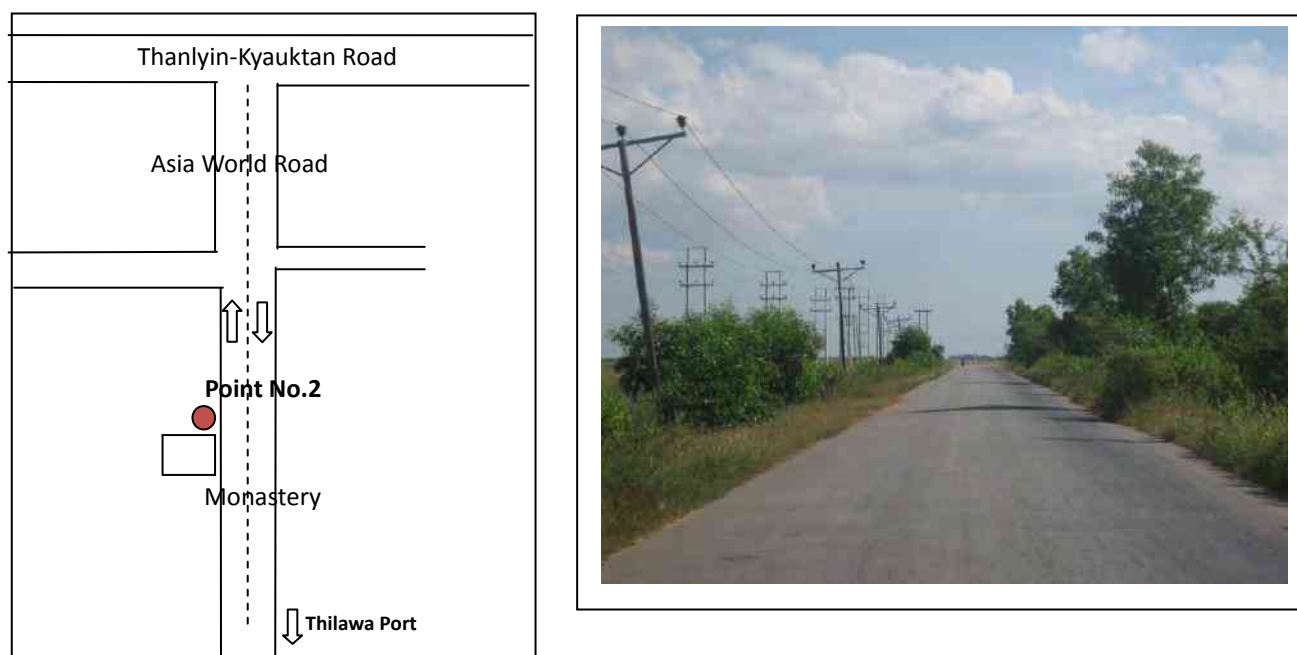 Thanlyin-Kyauktan Road
Asia World Road
Point No.2
Monastery
Thilawa Port